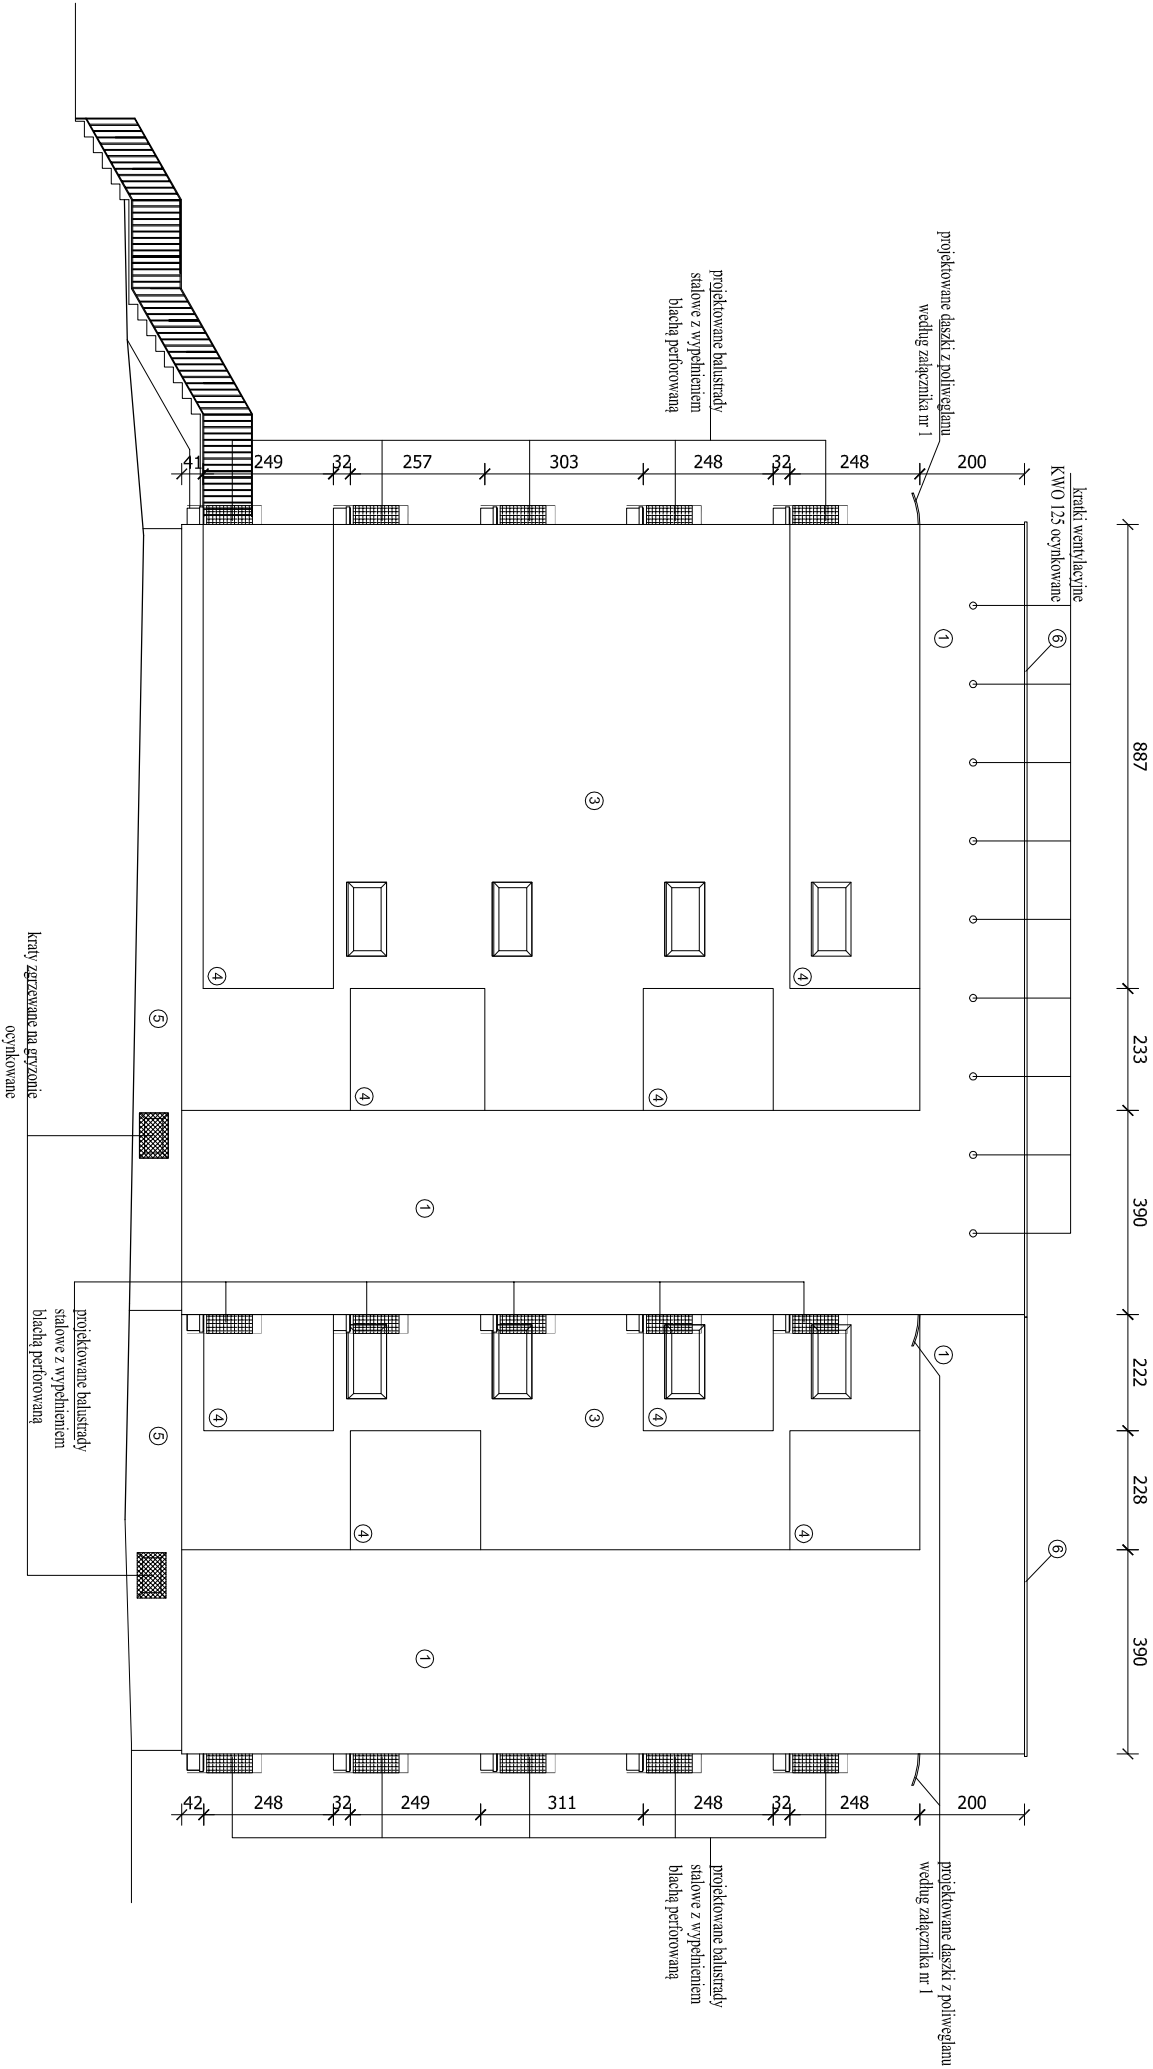 887
233
390
222
228
390
kratki wentylacyjne
KWO 125 ocynkowane
6
6
projektowane daszki z poliwęglanu
według załącznika nr 1
projektowane daszki z poliwęglanu
według załącznika nr 1
1
1
200
248
32
248
303
257
32
249
41
200
248
32
248
311
249
32
248
42
projektowane balustrady
stalowe z wypełnieniem
blachą perforowaną
projektowane balustrady
stalowe z wypełnieniem
blachą perforowaną
4
4
3
3
4
4
1
1
4
4
4
4
5
5
projektowane balustrady
stalowe z wypełnieniem
blachą perforowaną
kraty zgrzewane na gryzonie
ocynkowane